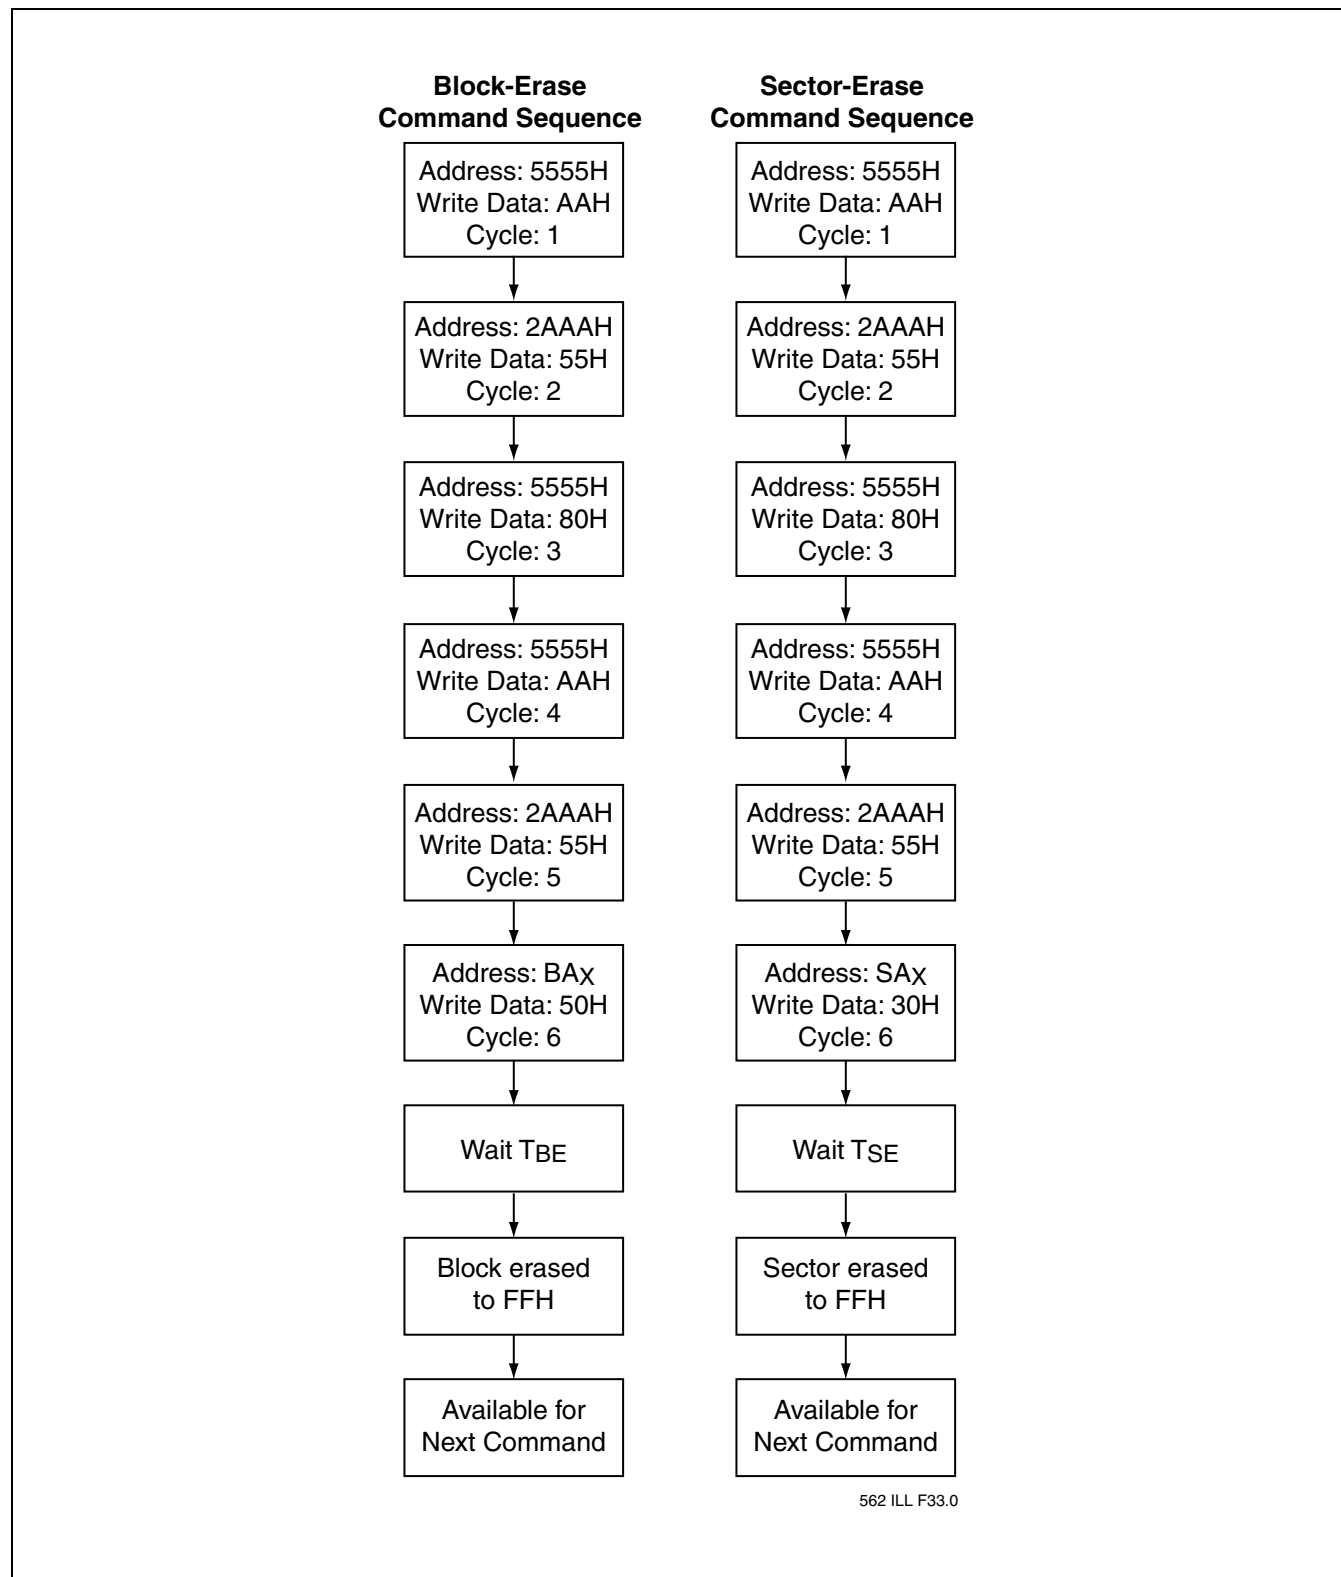 Block-Erase
Command Sequence
Address: 5555H
Write Data: AAH
Cycle: 1
Address: 2AAAH
Write Data: 55H
Cycle: 2
Address: 5555H
Write Data: 80H
Cycle: 3
Address: 5555H
Write Data: AAH
Cycle: 4
Address: 2AAAH
Write Data: 55H
Cycle: 5
Address: BAX
Write Data: 50H
Cycle: 6
Wait TBE
Block erased
to FFH
Available for
Next Command
Sector-Erase
Command Sequence
Address: 5555H
Write Data: AAH
Cycle: 1
Address: 2AAAH
Write Data: 55H
Cycle: 2
Address: 5555H
Write Data: 80H
Cycle: 3
Address: 5555H
Write Data: AAH
Cycle: 4
Address: 2AAAH
Write Data: 55H
Cycle: 5
Address: SAX
Write Data: 30H
Cycle: 6
Wait TSE
Sector erased
to FFH
Available for
Next Command
562 ILL F33.0